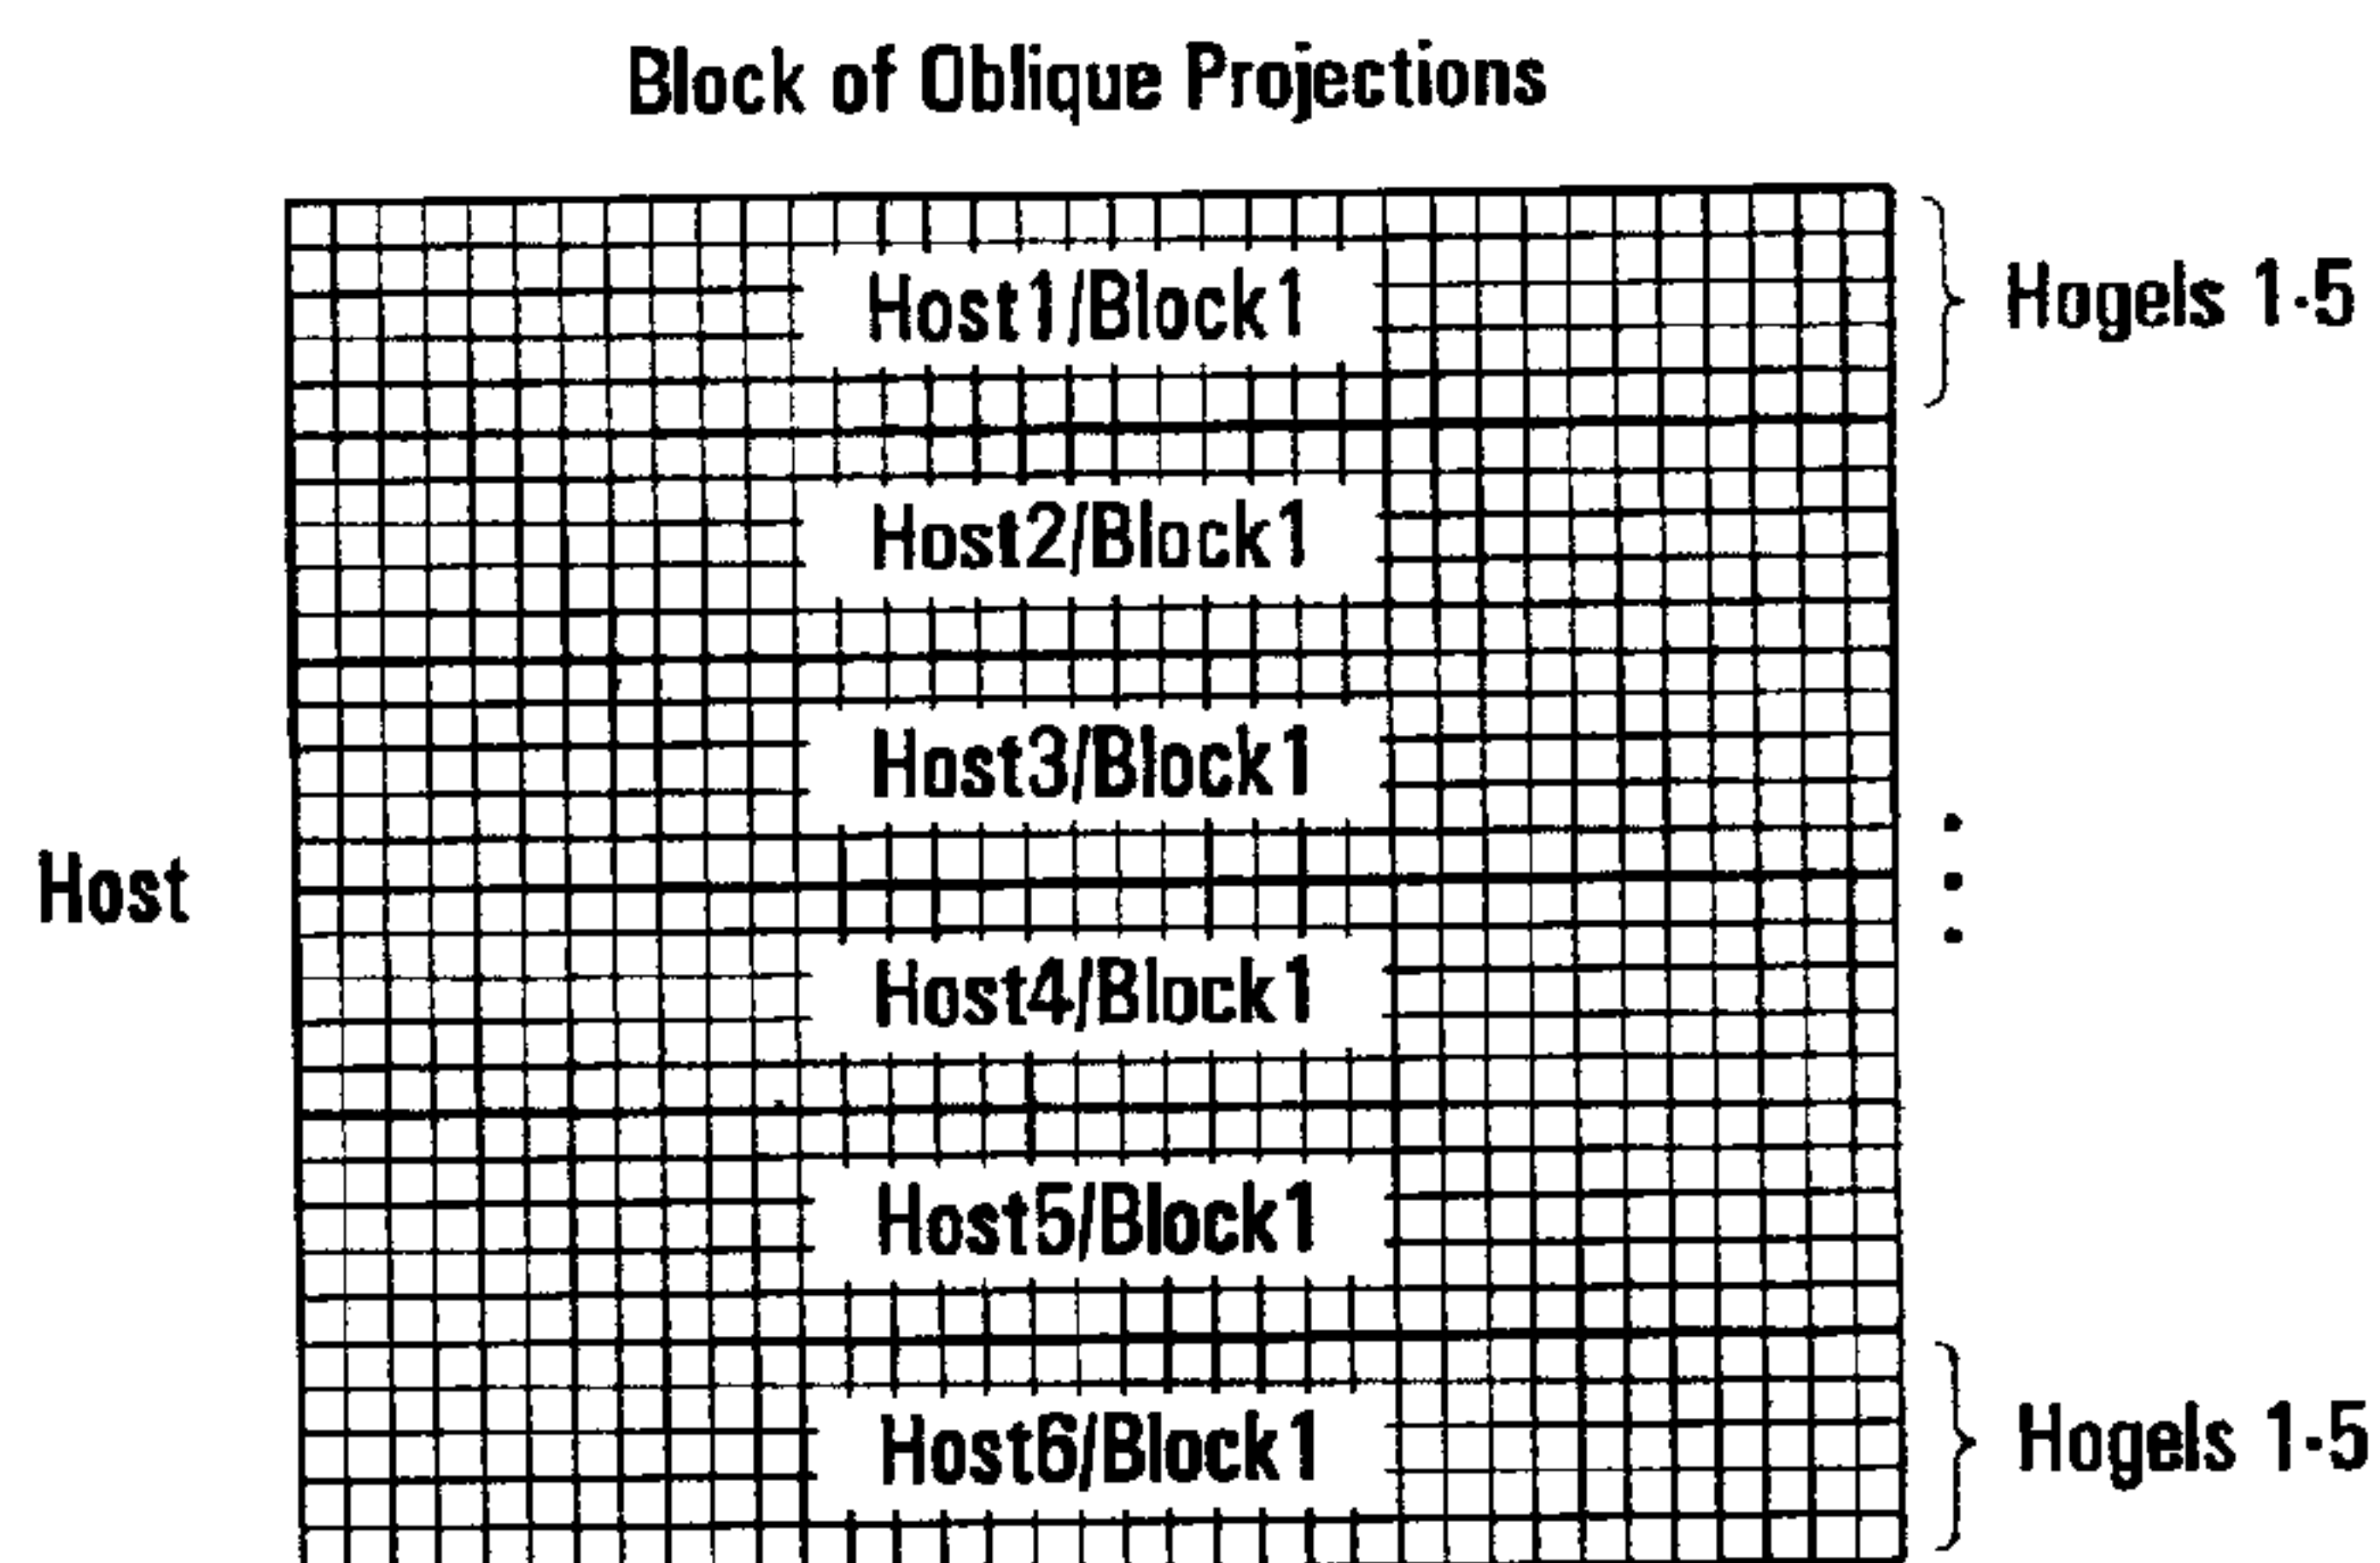 Block of Oblique Projections
Host1/Block1
Hogels 1-5
Host2/Block1
Host3/Block1
Host
Host4/Block1
Host5/Block1
Host6/Block1
Hogels 1-5